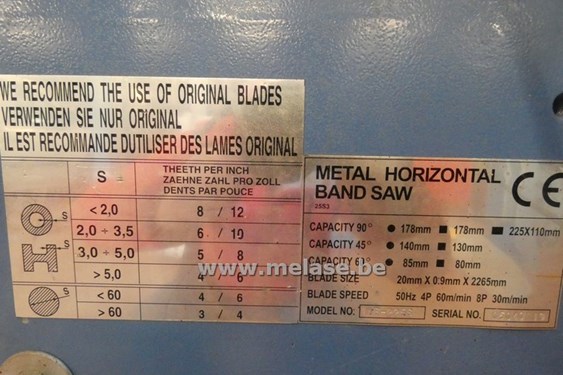 WE RECOMMEND THE USE OF ORIGINAL BLADES
VERWENDEN SIE NUR ORIGINAL
IL EST RECOMMANDE DUTILISER DES LAMES ORIGINAL
S = THEETH PER INCH
ZAEHNE ZAHL PRO ZOLL
DENTS PAR POUCE
S < 2,0 8 / 12
2,0 ÷ 3,5 6 / 10
S 3,0 ÷ 5,0 5 / 8
> 5,0 4 / 6
S < 60 4 / 6
> 60 3 / 4
www.melase.be
METAL HORIZONTAL
BAND SAW
CE
CAPACITY 90° ● 178mm ■ 178mm ■ 225X110mm
CAPACITY 45° ● 140mm ■ 130mm
CAPACITY 60 ● 85mm ■ 80mm
BLADE SIZE 20mm X 0.9mm X 2265mm
BLADE SPEED 50Hz 4P 60m/min 8P 30m/min
MODEL NO. SERIAL NO.